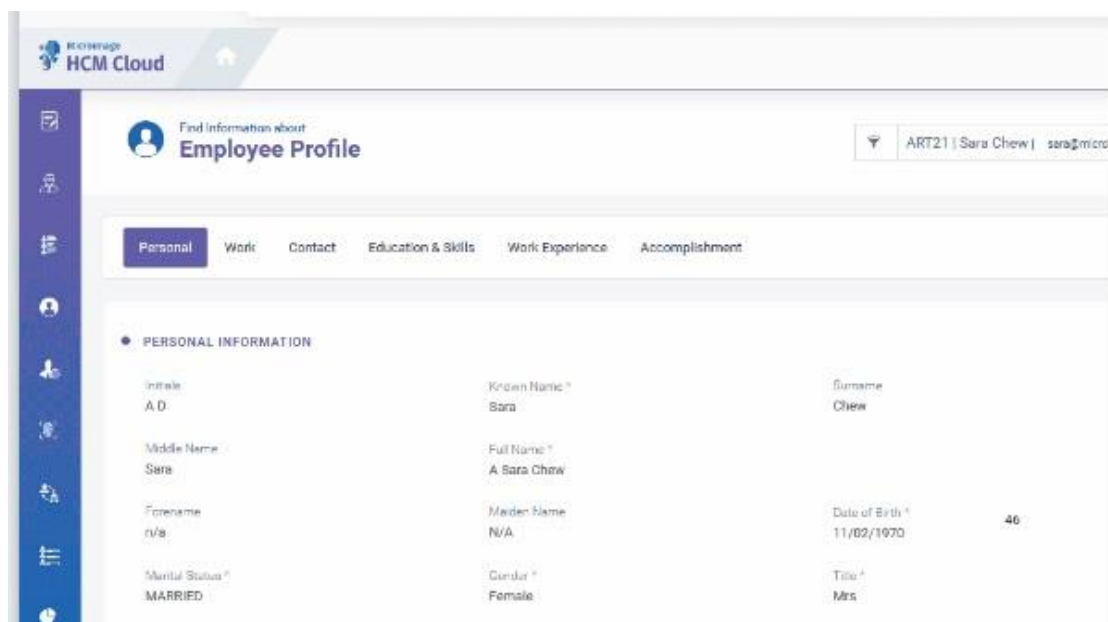 microimage
HCM Cloud
Find Information about
Employee Profile
ART21 | Sara Chew |
Personal Work Contact Education & Skills Work Experience Accomplishment
PERSONAL INFORMATION
Initials Known Name * Surname
A D Sara Chew
Middle Name Full Name *
Sara A Sara Chew
Forename Maiden Name Date of Birth * 46
n/a N/A 11/02/1970
Marital Status * Gender * Title *
MARRIED Female Mrs